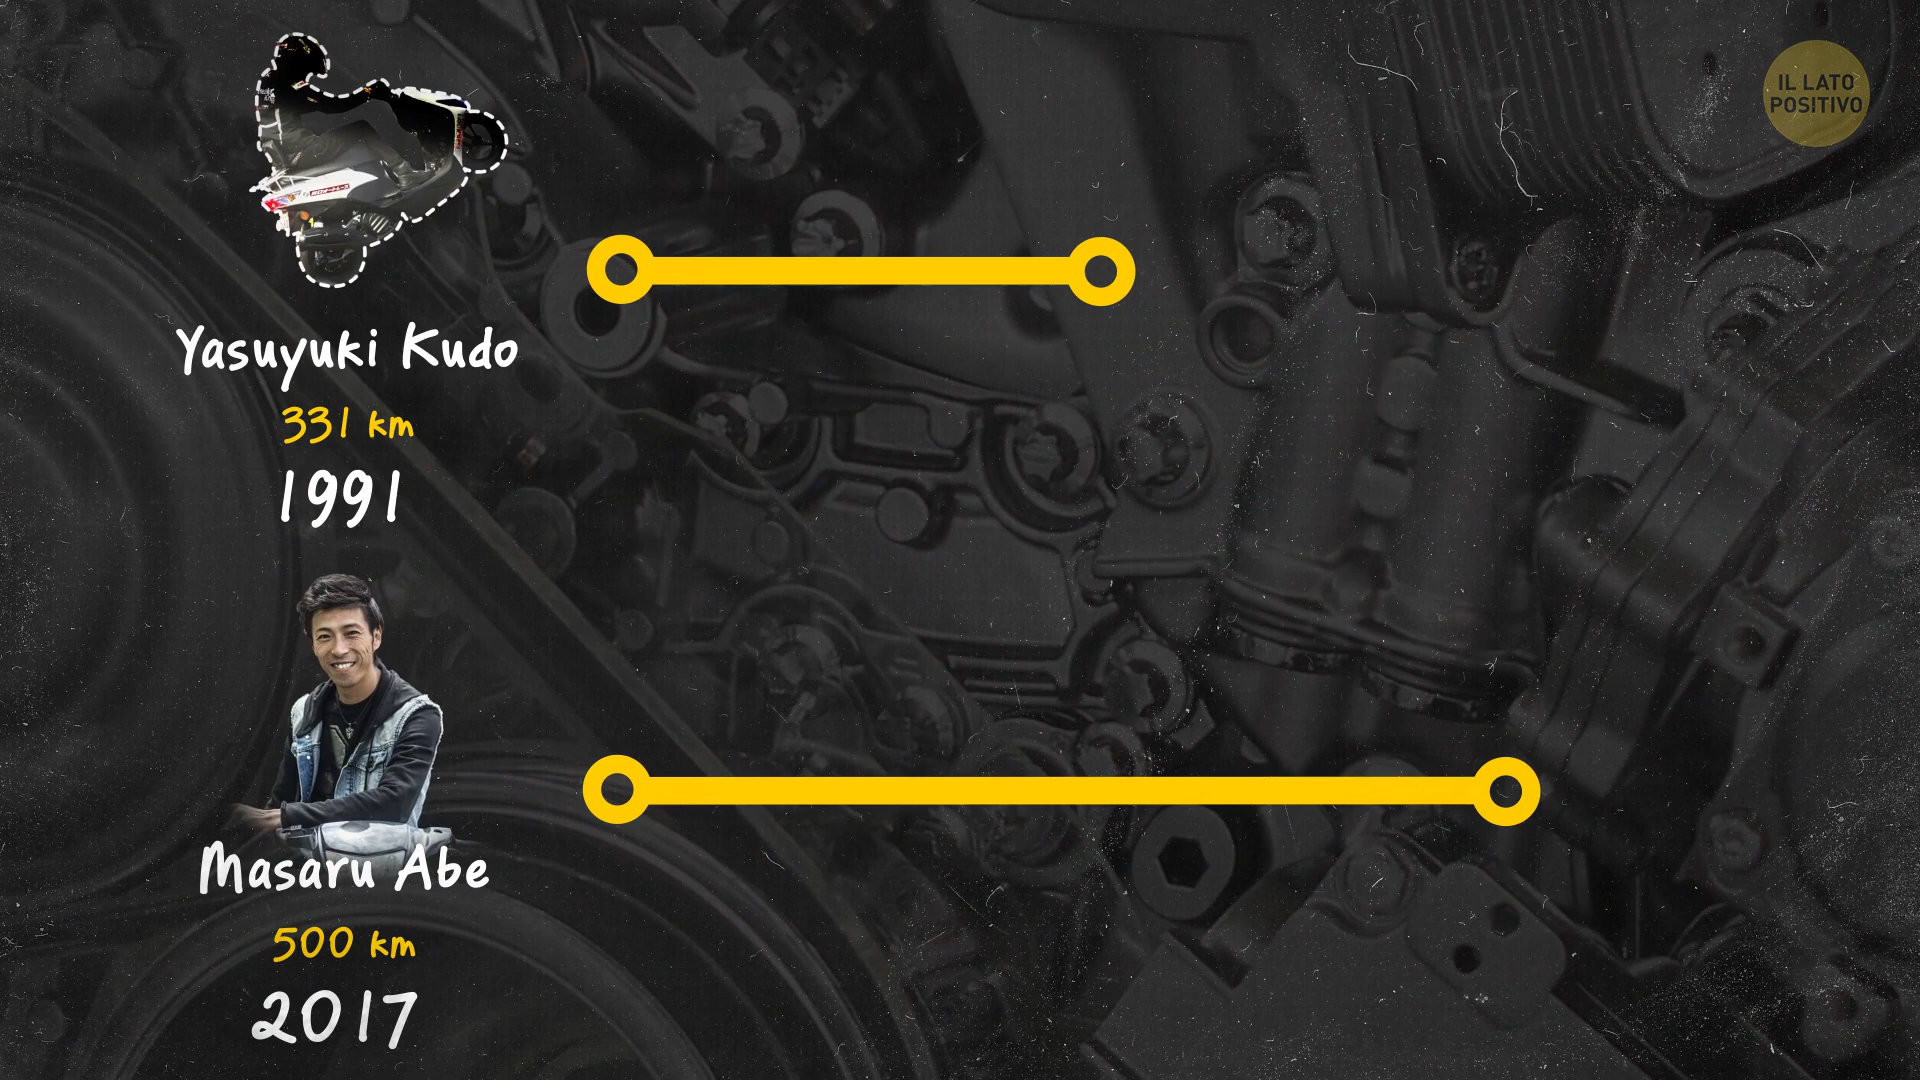 IL LATO
POSITIVO
Yasuyuki Kudo
331 km
1991
Masaru Abe
500 km
2017